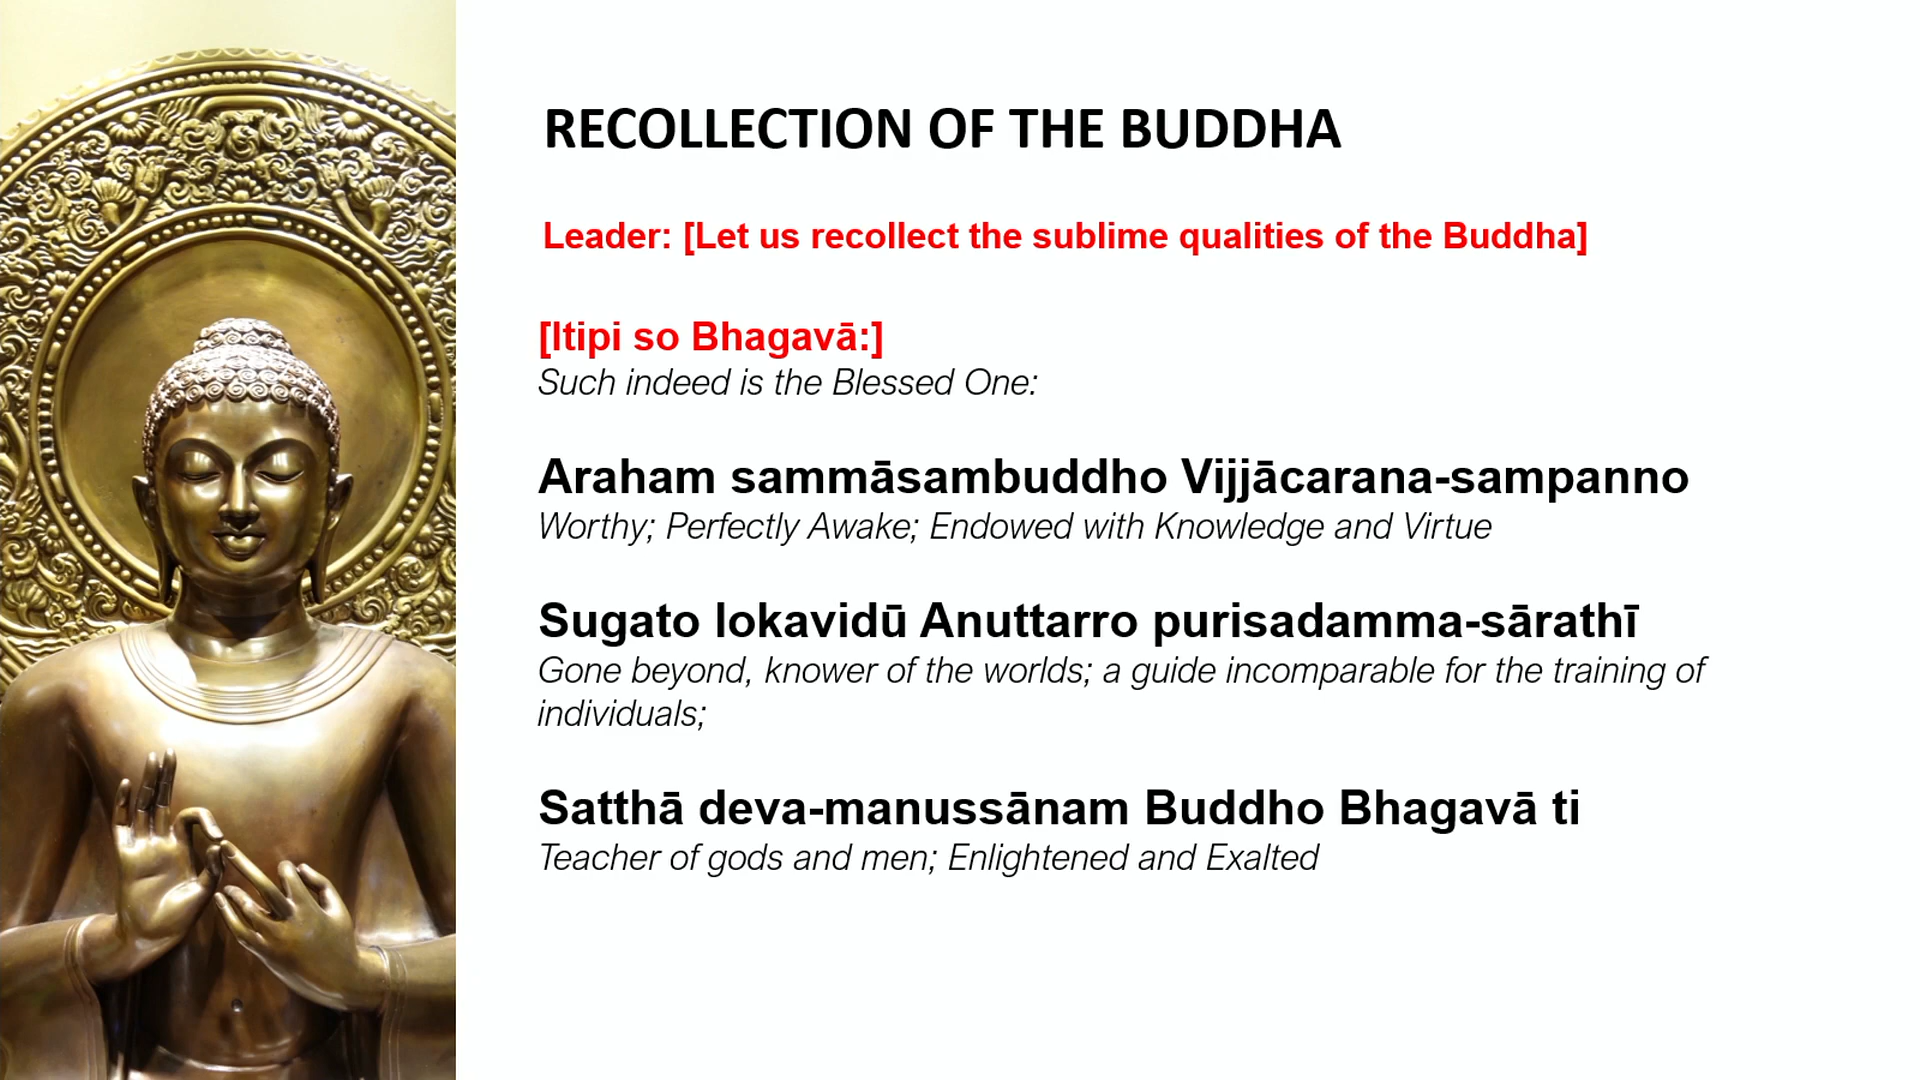 RECOLLECTION OF THE BUDDHA
Leader: [Let us recollect the sublime qualities of the Buddha]
[Itipi so Bhagavā:]
Such indeed is the Blessed One:
Araham sammāsambuddho Vijjācarana-sampanno
Worthy; Perfectly Awake; Endowed with Knowledge and Virtue
Sugato lokavidū Anuttarro purisadamma-sārathī
Gone beyond, knower of the worlds; a guide incomparable for the training of
individuals;
Satthā deva-manussānam Buddho Bhagavā ti
Teacher of gods and men; Enlightened and Exalted